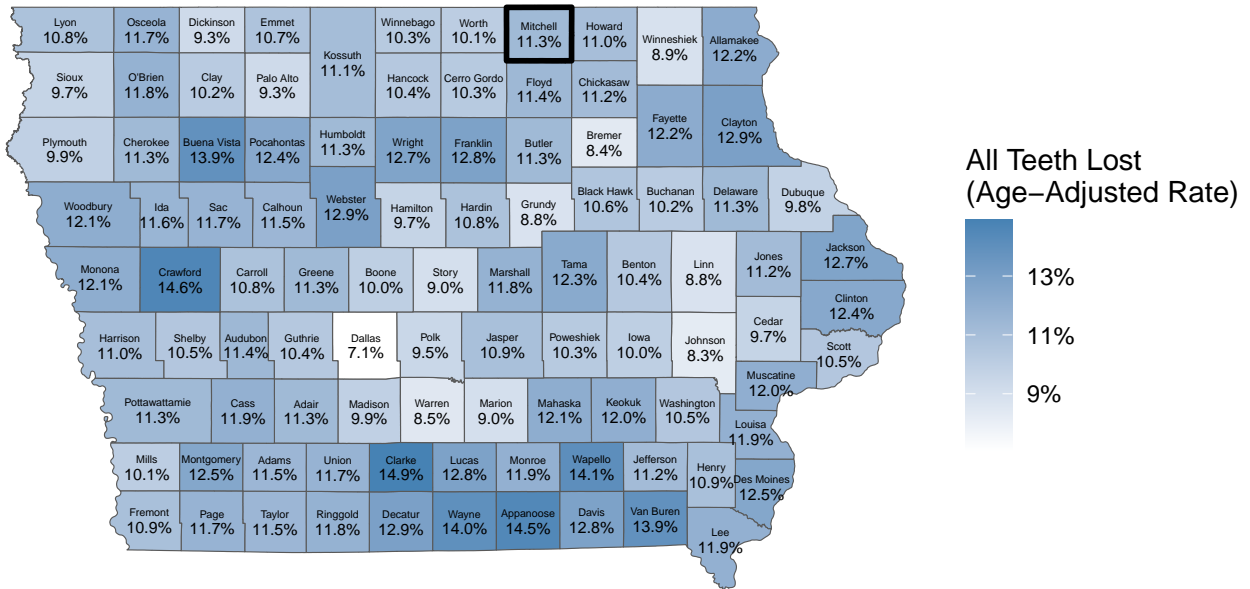 Lyon
10.8%
Osceola
11.7%
Dickinson
9.3%
Emmet
10.7%
Kossuth
11.1%
Winnebago
10.3%
Worth
10.1%
Mitchell
11.3%
Howard
11.0%
Winneshiek
8.9%
Allamakee
12.2%
Sioux
9.7%
O'Brien
11.8%
Clay
10.2%
Palo Alto
9.3%
Hancock
10.4%
Cerro Gordo
10.3%
Floyd
11.4%
Chickasaw
11.2%
Fayette
12.2%
Clayton
12.9%
Plymouth
9.9%
Cherokee
11.3%
Buena Vista
13.9%
Pocahontas
12.4%
Humboldt
11.3%
Wright
12.7%
Franklin
12.8%
Butler
11.3%
Bremer
8.4%
Woodbury
12.1%
Ida
11.6%
Sac
11.7%
Calhoun
11.5%
Webster
12.9%
Hamilton
9.7%
Hardin
10.8%
Grundy
8.8%
Black Hawk
10.6%
Buchanan
10.2%
Delaware
11.3%
Dubuque
9.8%
Monona
12.1%
Crawford
14.6%
Carroll
10.8%
Greene
11.3%
Boone
10.0%
Story
9.0%
Marshall
11.8%
Tama
12.3%
Benton
10.4%
Linn
8.8%
Jones
11.2%
Jackson
12.7%
Clinton
12.4%
Harrison
11.0%
Shelby
10.5%
Audubon
11.4%
Guthrie
10.4%
Dallas
7.1%
Polk
9.5%
Jasper
10.9%
Poweshiek
10.3%
Iowa
10.0%
Johnson
8.3%
Cedar
9.7%
Scott
10.5%
Muscatine
12.0%
Pottawattamie
11.3%
Cass
11.9%
Adair
11.3%
Madison
9.9%
Warren
8.5%
Marion
9.0%
Mahaska
12.1%
Keokuk
12.0%
Washington
10.5%
Louisa
11.9%
Mills
10.1%
Montgomery
12.5%
Adams
11.5%
Union
11.7%
Clarke
14.9%
Lucas
12.8%
Monroe
11.9%
Wapello
14.1%
Jefferson
11.2%
Henry
10.9%
Des Moines
12.5%
Fremont
10.9%
Page
11.7%
Taylor
11.5%
Ringgold
11.8%
Decatur
12.9%
Wayne
14.0%
Appanoose
14.5%
Davis
12.8%
Van Buren
13.9%
Lee
11.9%
All Teeth Lost
(Age−Adjusted Rate)
13%
11%
9%